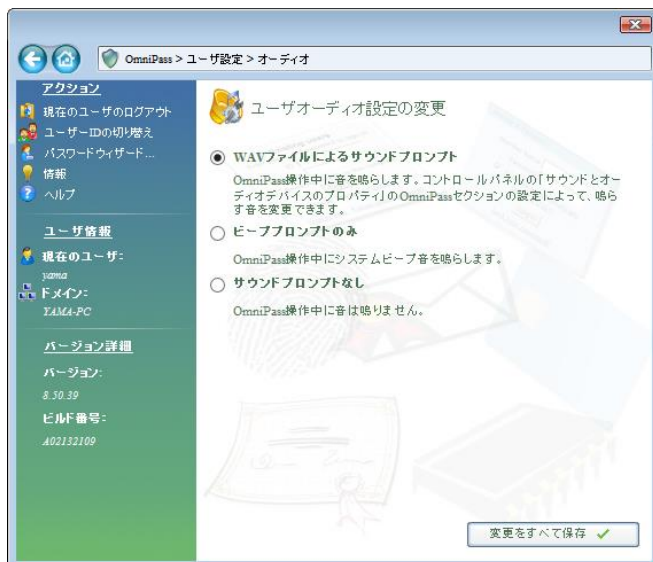 OmniPass > ユーザ設定 > オーディオ
アクション
現在のユーザのログアウト
ユーザーIDの切り替え
パスワードウィザード...
情報
ヘルプ
ユーザ情報
現在のユーザ:
yama
ドメイン:
YAMA-PC
バージョン詳細
バージョン:
8.50.39
ビルド番号:
A02132109
ユーザオーディオ設定の変更
WAVファイルによるサウンドプロンプト
OmniPass操作中に音を鳴らします。コントロールパネルの「サウンドとオー
ディオデバイスのプロパティ」のOmniPassセクションの設定によって、鳴ら
す音を変更できます。
ビーププロンプトのみ
OmniPass操作中にシステムビープ音を鳴らします。
サウンドプロンプトなし
OmniPass操作中に音は鳴りません。
変更をすべて保存